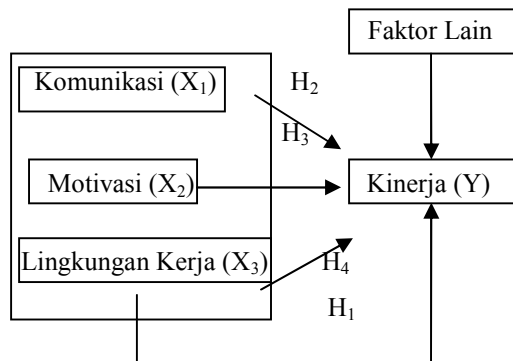 Faktor Lain
Komunikasi (X₁)
H₂
H₃
Motivasi (X₂)
Kinerja (Y)
Lingkungan Kerja (X₃)
H₄
H₁